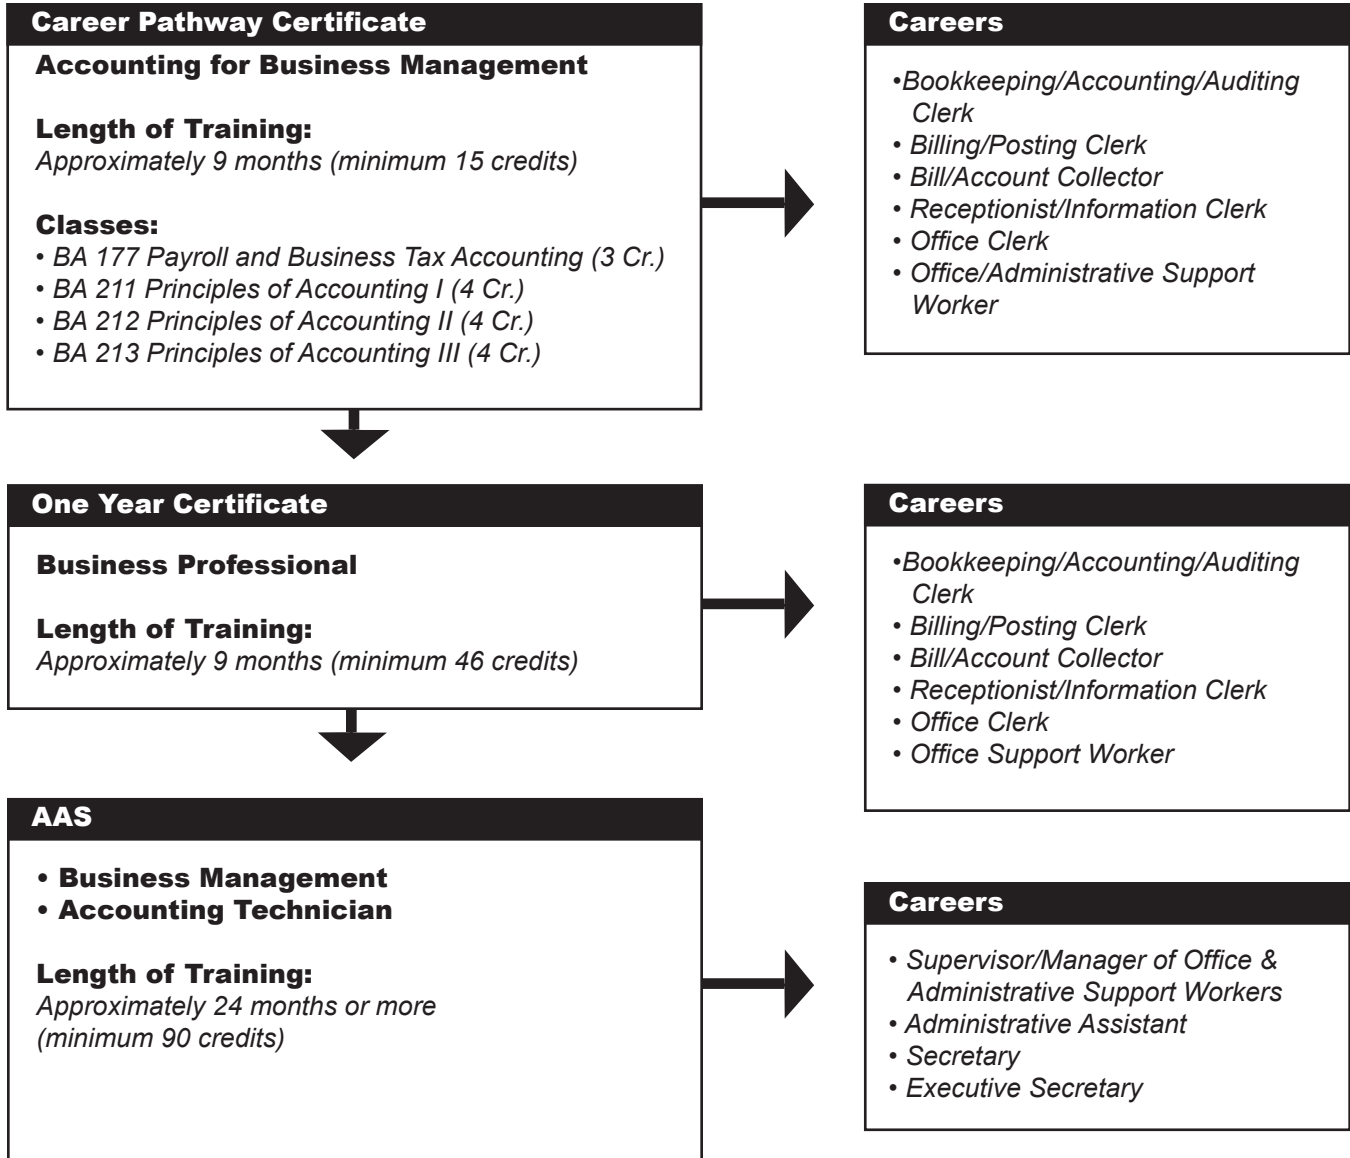 Career Pathway Certificate
Accounting for Business Management
Length of Training:
Approximately 9 months (minimum 15 credits)
Classes:
• BA 177 Payroll and Business Tax Accounting (3 Cr.)
• BA 211 Principles of Accounting I (4 Cr.)
• BA 212 Principles of Accounting II (4 Cr.)
• BA 213 Principles of Accounting III (4 Cr.)
Careers
•Bookkeeping/Accounting/Auditing
Clerk
• Billing/Posting Clerk
• Bill/Account Collector
• Receptionist/Information Clerk
• Office Clerk
• Office/Administrative Support
Worker
One Year Certificate
Business Professional
Length of Training:
Approximately 9 months (minimum 46 credits)
Careers
•Bookkeeping/Accounting/Auditing
Clerk
• Billing/Posting Clerk
• Bill/Account Collector
• Receptionist/Information Clerk
• Office Clerk
• Office Support Worker
AAS
• Business Management
• Accounting Technician
Length of Training:
Approximately 24 months or more
(minimum 90 credits)
Careers
• Supervisor/Manager of Office &
Administrative Support Workers
• Administrative Assistant
• Secretary
• Executive Secretary